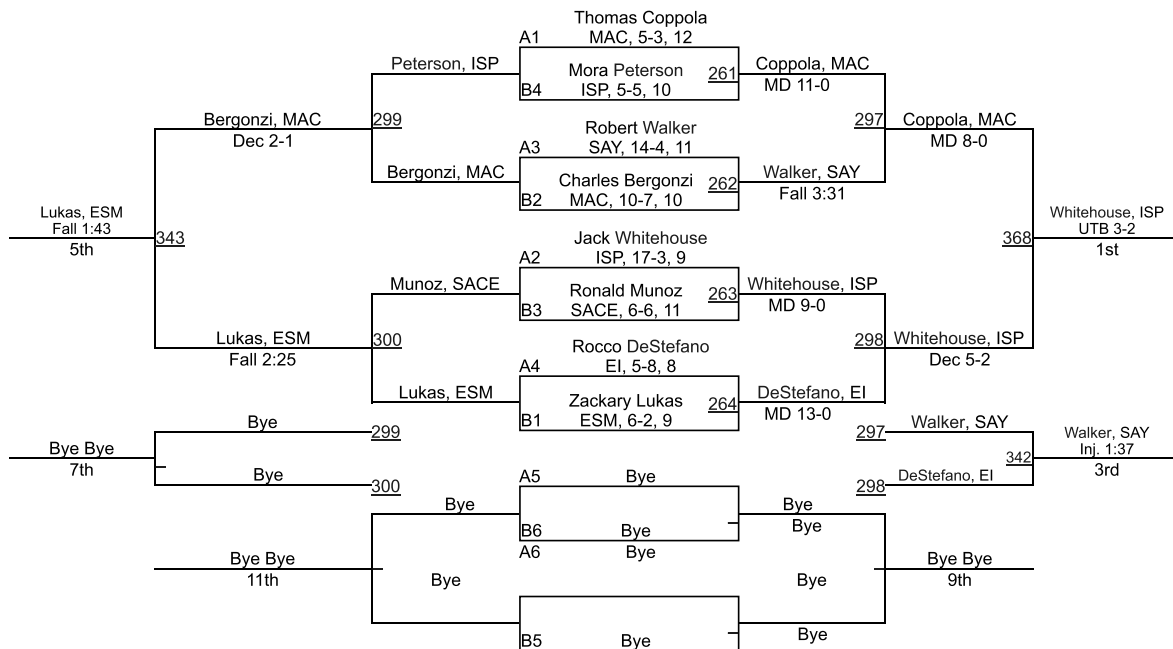 Thomas Coppola
A1 MAC, 5-3, 12
Peterson, ISP
Mora Peterson
261
Coppola, MAC
B4 ISP, 5-5, 10
MD 11-0
Bergonzi, MAC
299
Dec 2-1
Robert Walker
297
Coppola, MAC
MD 8-0
A3 SAY, 14-4, 11
Bergonzi, MAC
Charles Bergonzi
262
Walker, SAY
B2 MAC, 10-7, 10
Fall 3:31
Lukas, ESM
Fall 1:43
343
5th
Jack Whitehouse
368
Whitehouse, ISP
UTB 3-2
1st
A2 ISP, 17-3, 9
Munoz, SACE
Ronald Munoz
263
Whitehouse, ISP
B3 SACE, 6-6, 11
MD 9-0
Lukas, ESM
300
Fall 2:25
Rocco DeStefano
298
Whitehouse, ISP
Dec 5-2
A4 EI, 5-8, 8
Lukas, ESM
Zackary Lukas
264
DeStefano, EI
B1 ESM, 6-2, 9
MD 13-0
Bye
299
297
Walker, SAY
Bye Bye
7th
342
Walker, SAY
Inj. 1:37
3rd
Bye
300
A5 Bye
298
DeStefano, EI
Bye
B6 Bye
Bye
Bye
A6 Bye
Bye Bye
11th
Bye
Bye
Bye Bye
9th
B5 Bye
Bye